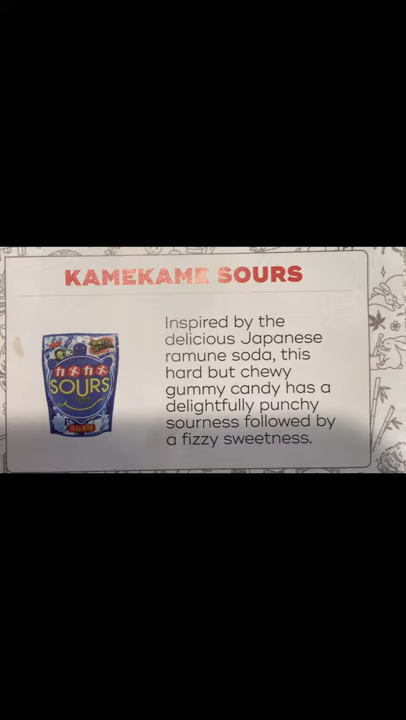 KAMEKAME SOURS
Inspired by the
delicious Japanese
ramune soda, this
hard but chewy
gummy candy has a
delightfully punchy
sourness followed by
a fizzy sweetness.
カメカメ
SOURS